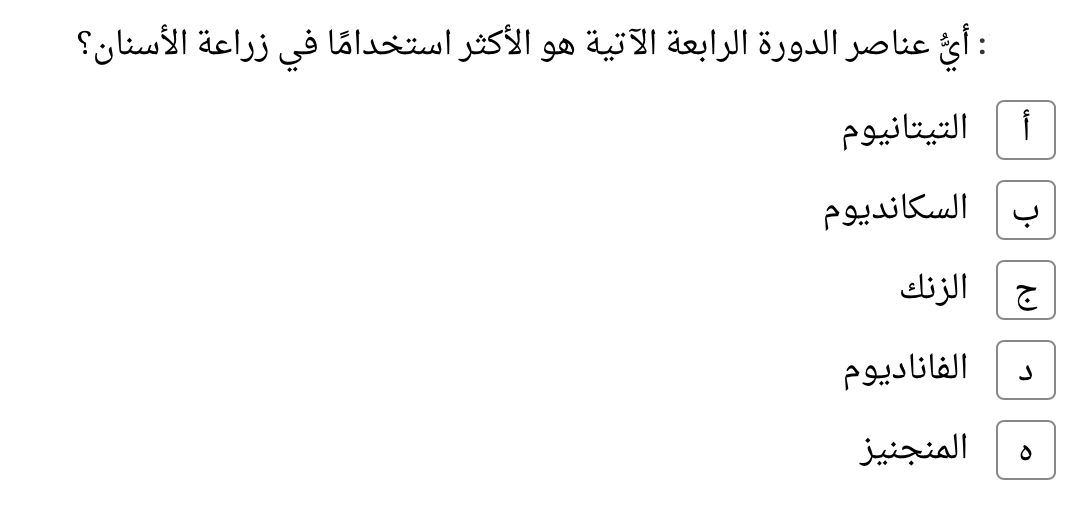 : أيُّ عناصر الدورة الرابعة الآتية هو الأكثر استخدامًا في زراعة الأسنان؟
أ التيتانيوم
ب السكانديوم
ج الزنك
د الفاناديوم
ه المنجنيز